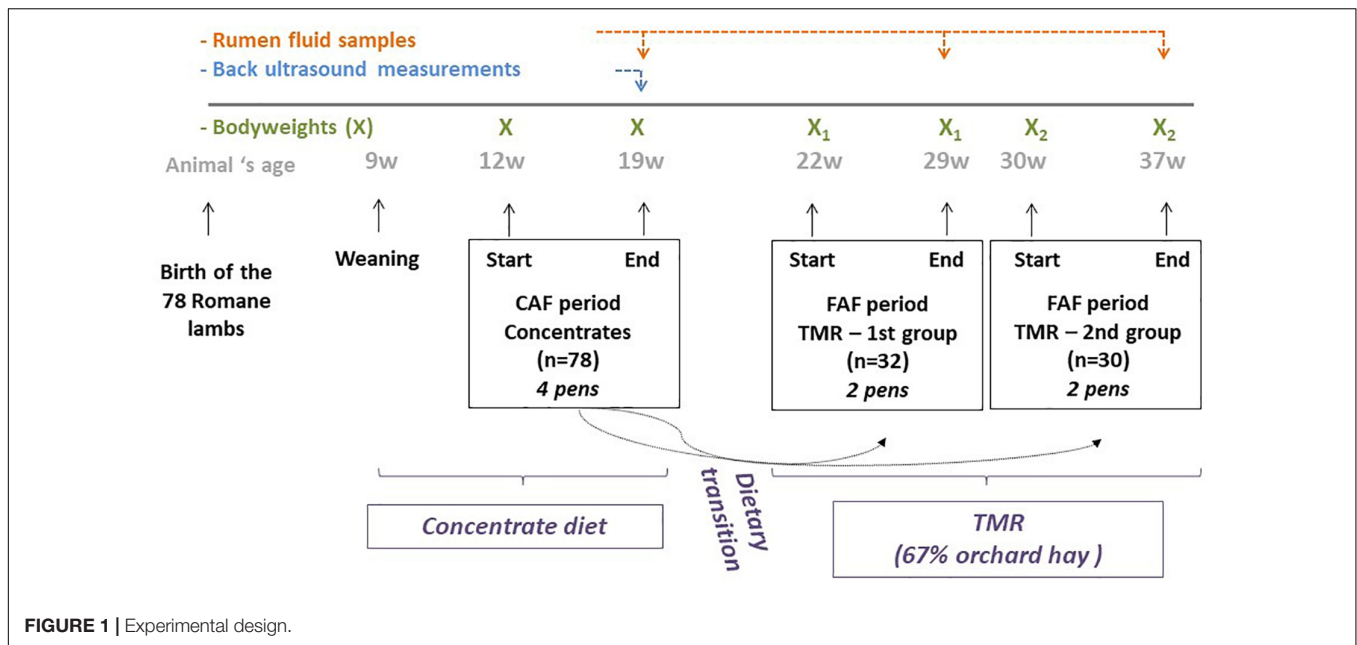 - Rumen fluid samples
- Back ultrasound measurements
- Bodyweights (X) X X X₁ X₁ X₂ X₂
Animal 's age 9w 12w 19w 22w 29w 30w 37w
Birth of the
78 Romane
lambs
Weaning
Start End
CAF period
Concentrates
(n=78)
4 pens
Start End
FAF period
TMR – 1st group
(n=32)
2 pens
Start End
FAF period
TMR – 2nd group
(n=30)
2 pens
Concentrate diet
Dietary
transition
TMR
(67% orchard hay )
FIGURE 1 | Experimental design.